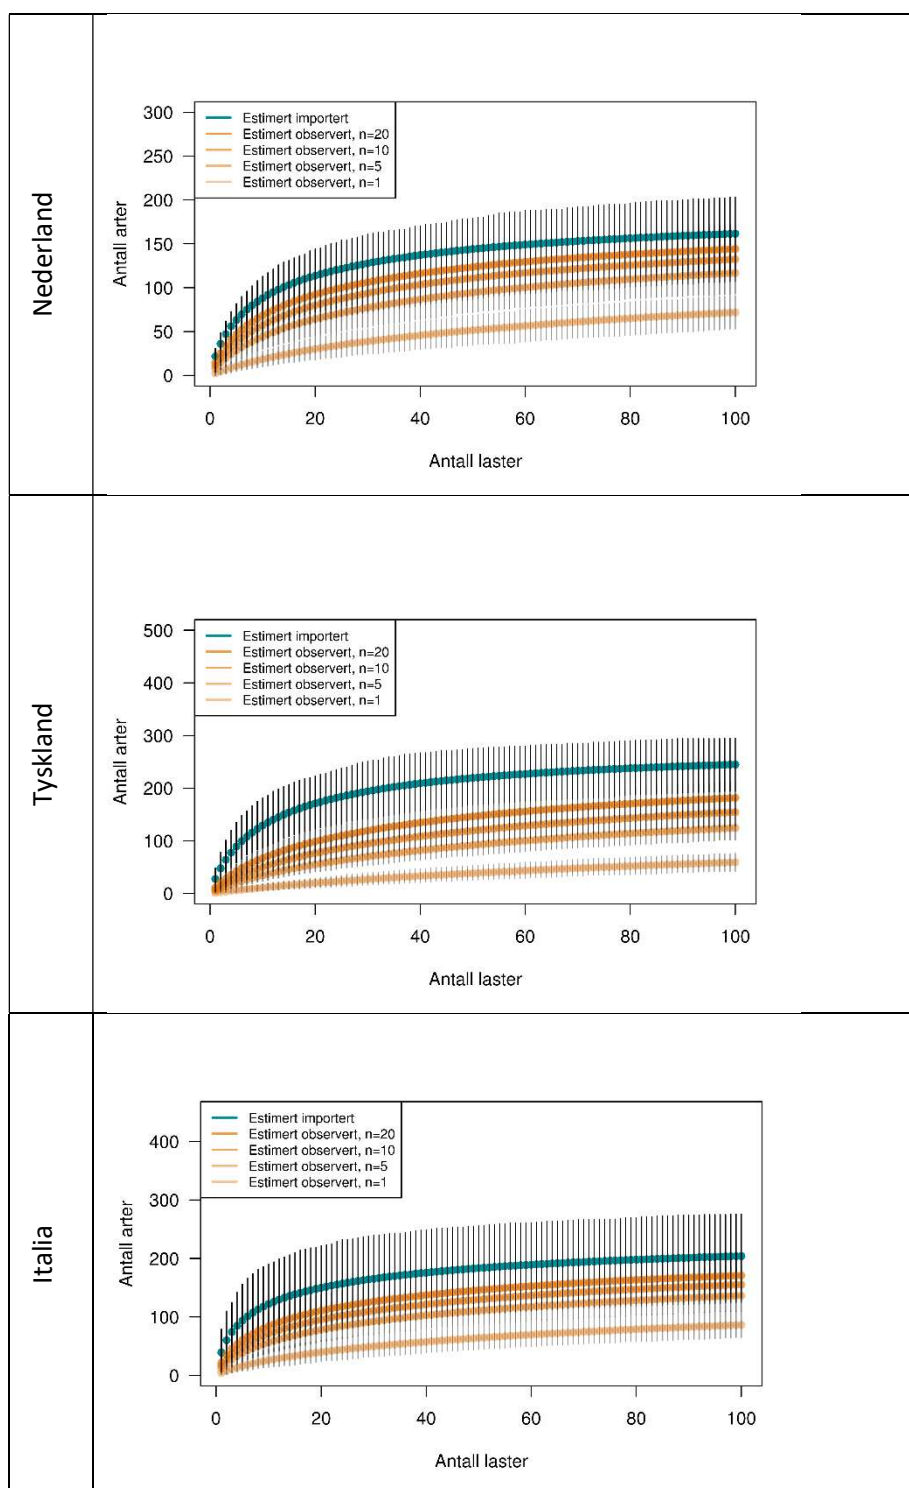 Nederland
Estimert importert
Estimert observert, n=20
Estimert observert, n=10
Estimert observert, n=5
Estimert observert, n=1
300
250
200
150
100
50
0
Antall arter
0 20 40 60 80 100
Antall laster
Tyskland
Estimert importert
Estimert observert, n=20
Estimert observert, n=10
Estimert observert, n=5
Estimert observert, n=1
500
400
300
200
100
0
Antall arter
0 20 40 60 80 100
Antall laster
Italia
Estimert importert
Estimert observert, n=20
Estimert observert, n=10
Estimert observert, n=5
Estimert observert, n=1
400
300
200
100
0
Antall arter
0 20 40 60 80 100
Antall laster